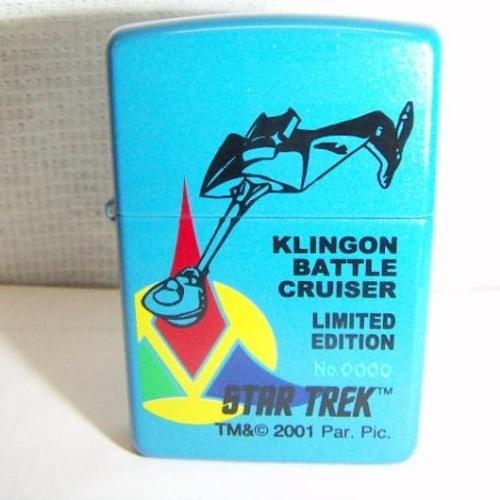 KLINGON
BATTLE
CRUISER
LIMITED
EDITION
No.0000
STAR TREK™
TM&© 2001 Par. Pic.